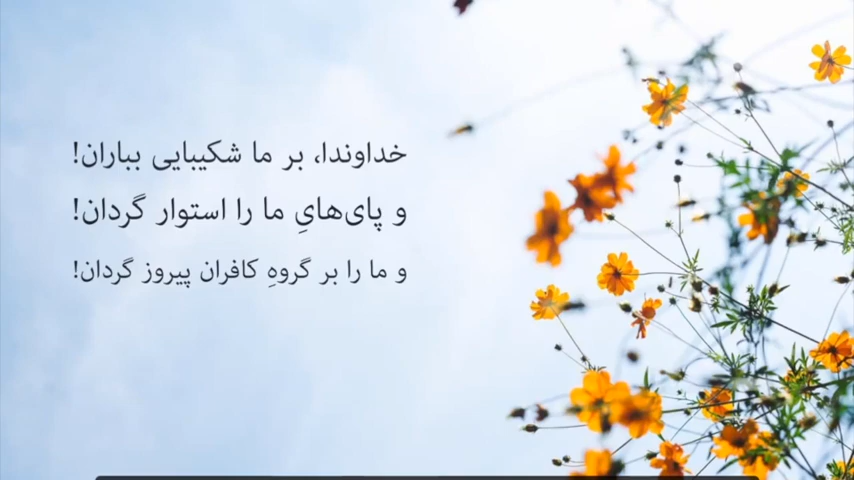 خداوندا، بر ما شکیبایی بباران!
و پای‌هایِ ما را استوار گردان!
و ما را بر گروهِ کافران پیروز گردان!